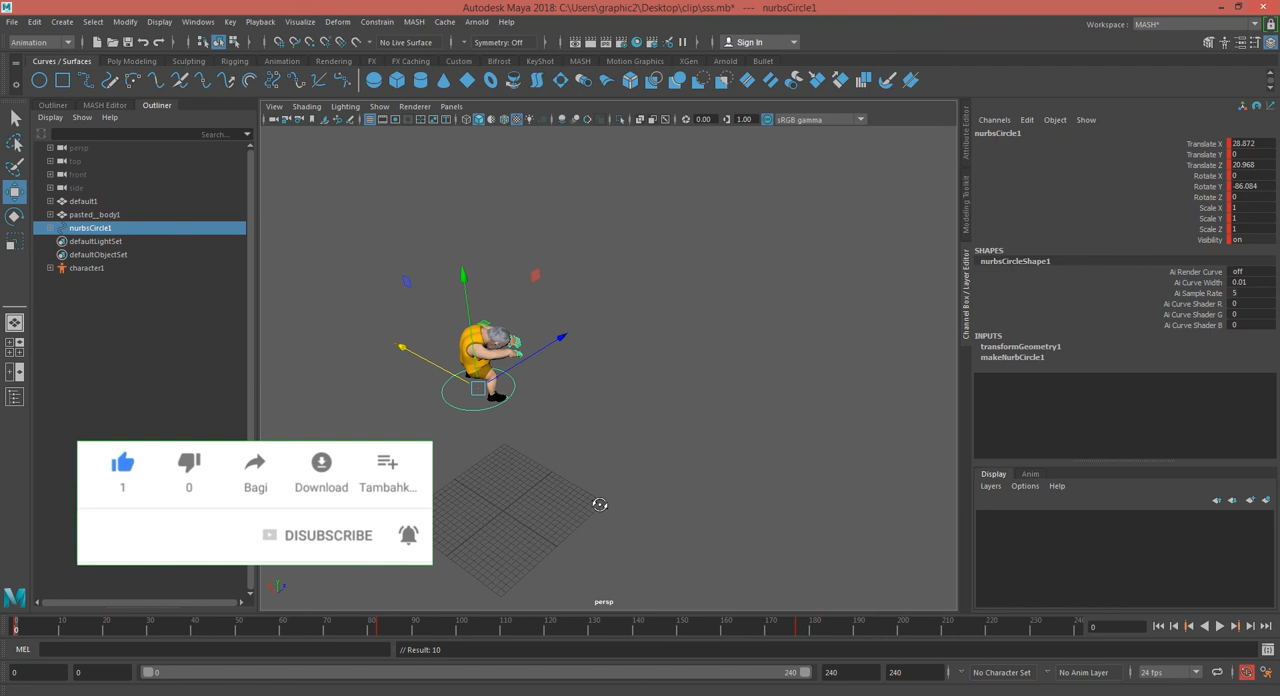 Autodesk Maya 2018: C:\Users\graphic2\Desktop\clip\sss.mb* --- nurbsCircle1
File Edit Create Select Modify Display Windows Key Playback Visualize Deform Constrain MASH Cache Arnold Help
Workspace : MASH*
Animation No Live Surface Symmetry: Off Sign In
Curves / Surfaces Poly Modeling Sculpting Rigging Animation Rendering FX FX Caching Custom Bifrost KeyShot MASH Motion Graphics XGen Arnold Bullet
Outliner MASH Editor Outliner
View Shading Lighting Show Renderer Panels
Display Show Help
0.00 1.00 sRGB gamma
Channels Edit Object Show
Search...
nurbsCircle1
persp
top
front
side
default1
pasted__body1
nurbsCircle1
defaultLightSet
defaultObjectSet
character1
Translate X 28.872
Translate Y 0
Translate Z 20.968
Rotate X 0
Rotate Y -86.084
Rotate Z 0
Scale X 1
Scale Y 1
Scale Z 1
Visibility on
SHAPES
nurbsCircleShape1
Ai Render Curve off
Ai Curve Width 0.01
Ai Sample Rate 5
Ai Curve Shader R 0
Ai Curve Shader G 0
Ai Curve Shader B 0
INPUTS
transformGeometry1
makeNurbCircle1
Attribute Editor
Modeling Toolkit
Channel Box / Layer Editor
Display Anim
Layers Options Help
1 0 Bagi Download Tambahk...
DISUBSCRIBE
persp
0 10 20 30 40 50 60 70 80 90 100 110 120 130 140 150 160 170 180 190 200 210 220 230 240
0
0
MEL // Result: 10
0 0 0 240 240 240 No Character Set No Anim Layer 24 fps